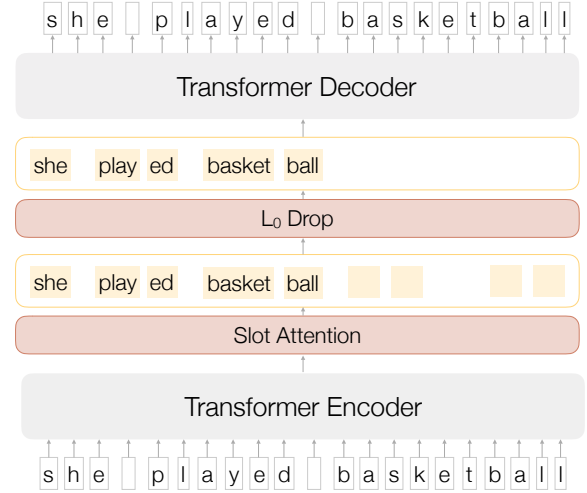 s h e p l a y e d b a s k e t b a l l
Transformer Decoder
she play ed basket ball
L₀ Drop
she play ed basket ball
Slot Attention
Transformer Encoder
s h e p l a y e d b a s k e t b a l l